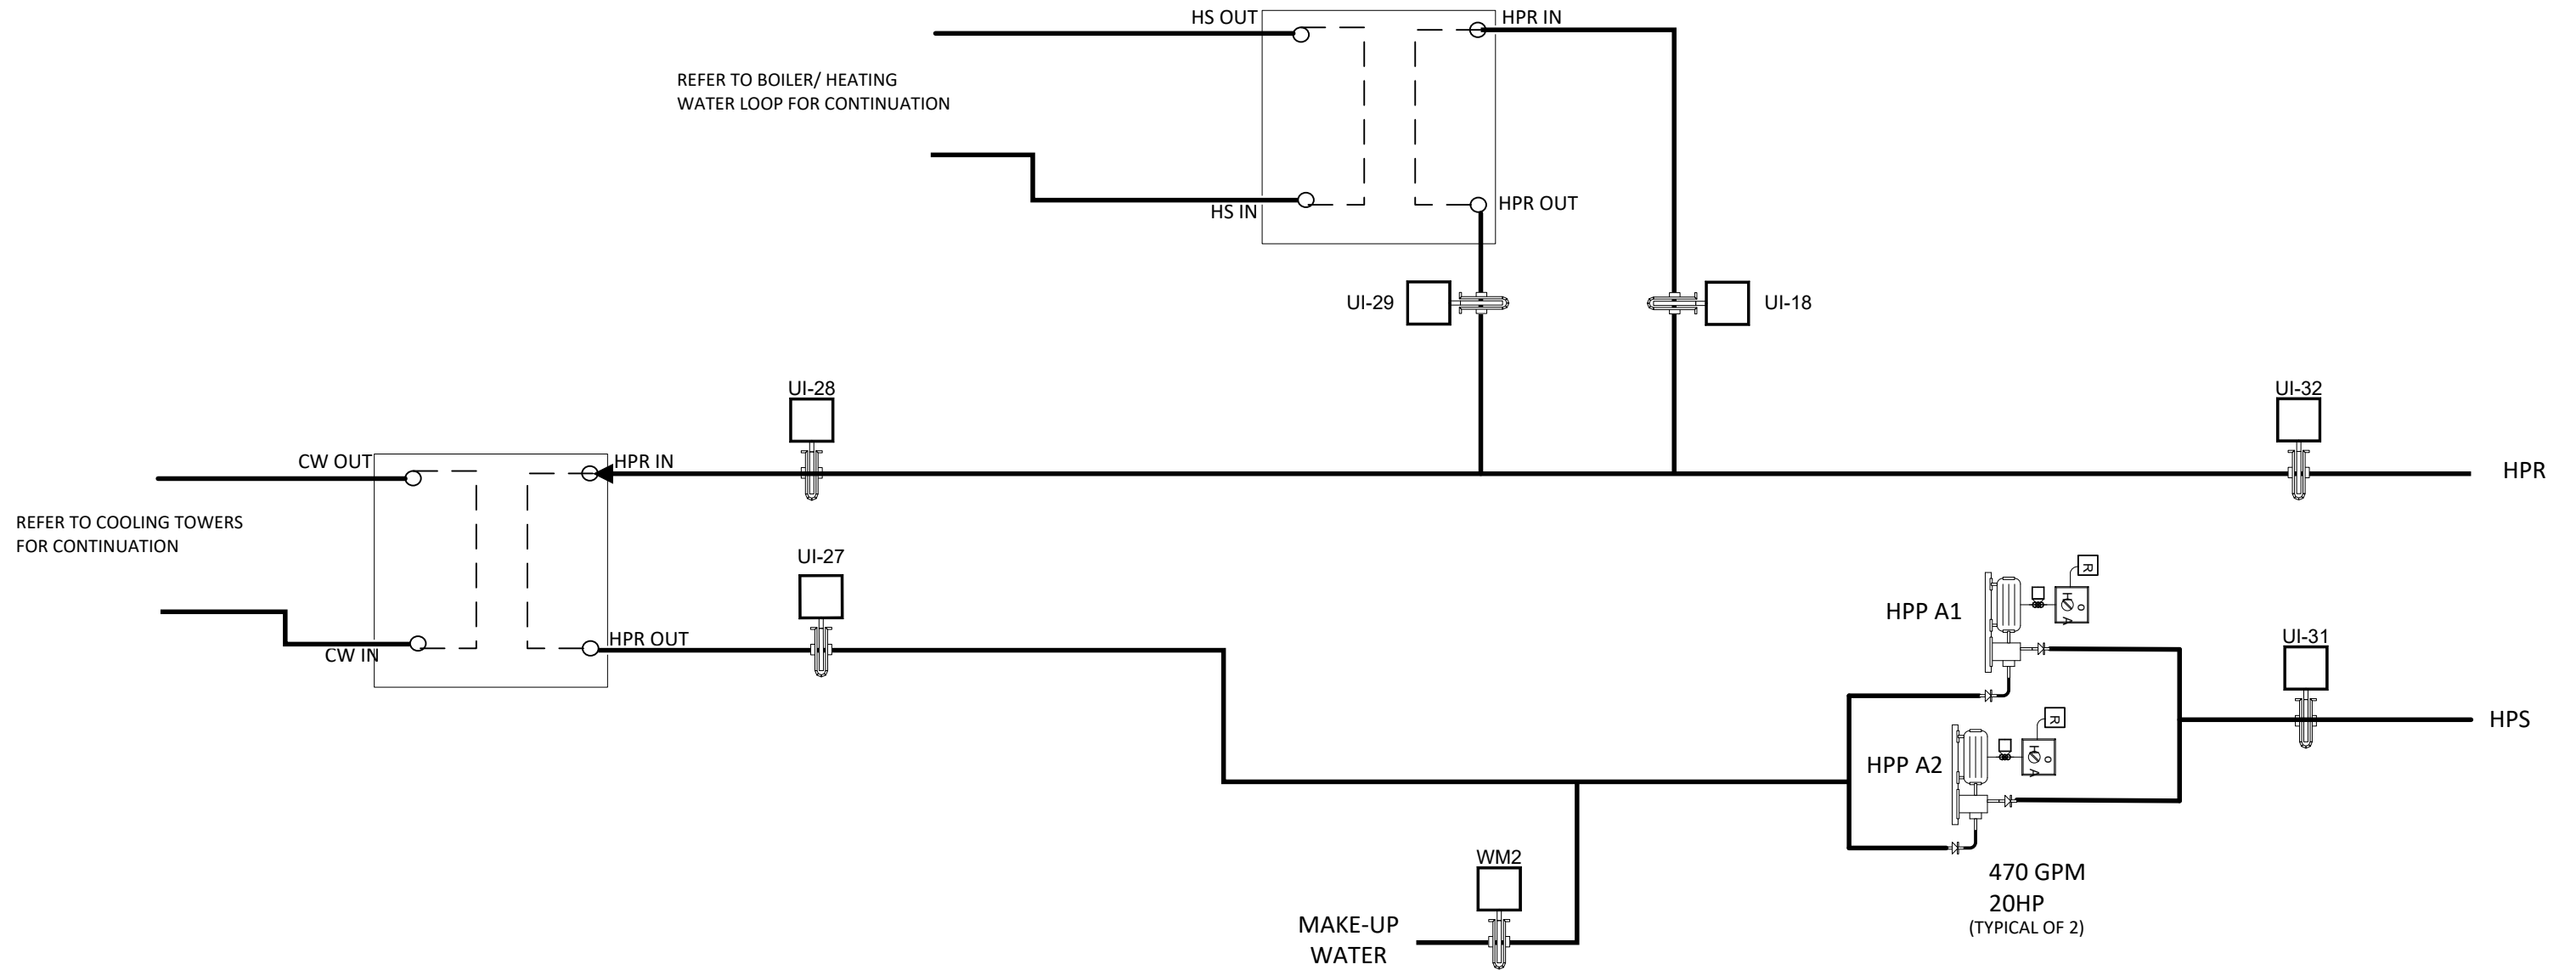 HS OUT
HPR IN
REFER TO BOILER/ HEATING
WATER LOOP FOR CONTINUATION
HS IN
HPR OUT
UI-29
UI-18
UI-28
UI-32
CW OUT
HPR IN
HPR
REFER TO COOLING TOWERS
FOR CONTINUATION
UI-27
R
HPP A1
H O A
UI-31
HPR OUT
CW IN
HPS
R
HPP A2
H O A
470 GPM
20HP
(TYPICAL OF 2)
WM2
MAKE-UP
WATER